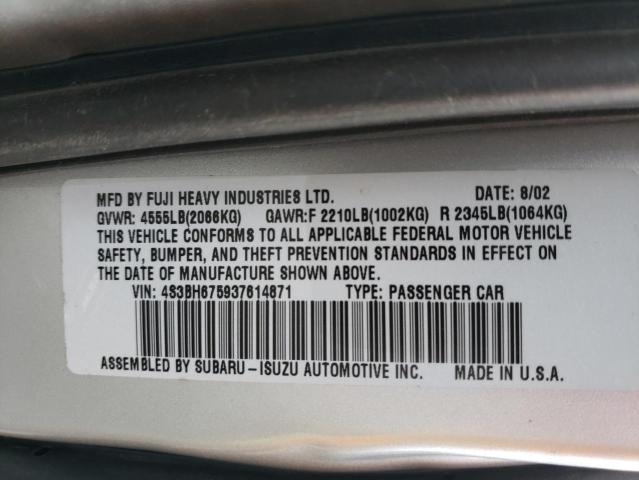 MFD BY FUJI HEAVY INDUSTRIES LTD. DATE: 8/02
GVWR: 4555LB(2066KG) GAWR:F 2210LB(1002KG) R 2345LB(1064KG)
THIS VEHICLE CONFORMS TO ALL APPLICABLE FEDERAL MOTOR VEHICLE
SAFETY, BUMPER, AND THEFT PREVENTION STANDARDS IN EFFECT ON
THE DATE OF MANUFACTURE SHOWN ABOVE.
VIN: 4S3BH675937614871 TYPE: PASSENGER CAR
ASSEMBLED BY SUBARU-ISUZU AUTOMOTIVE INC. MADE IN U.S.A.